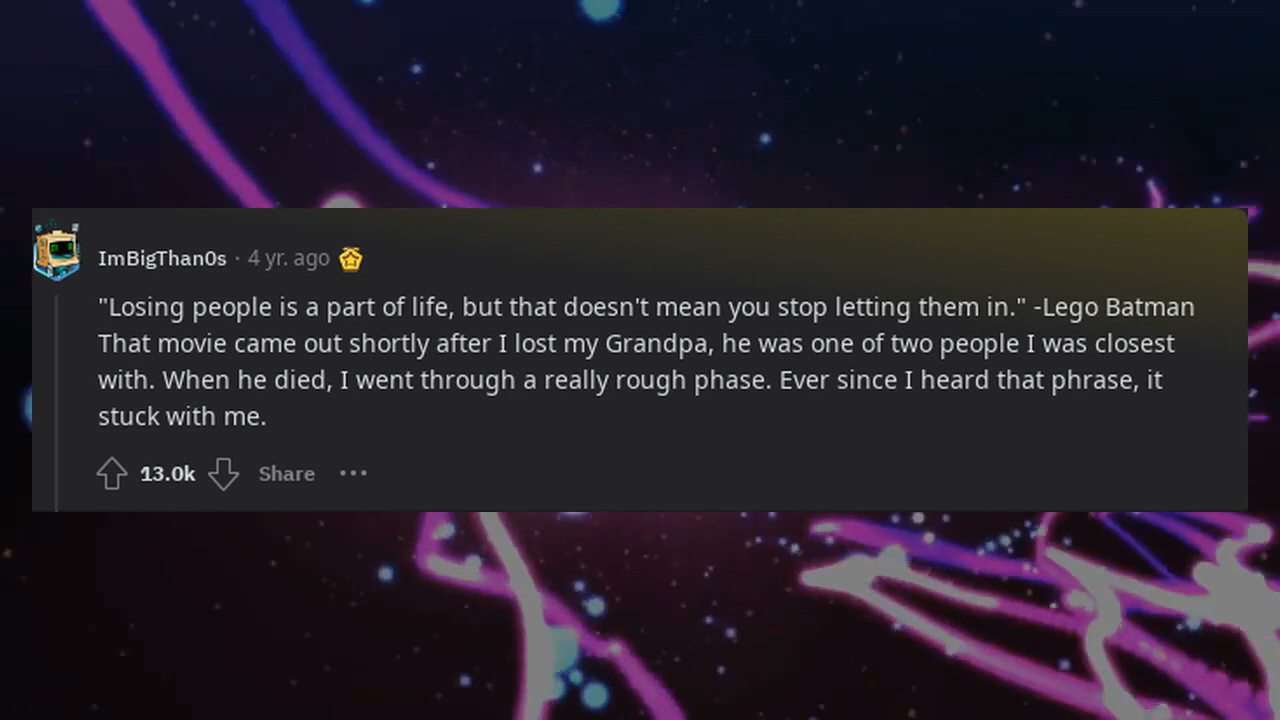 ImBigThan0s · 4 yr. ago
"Losing people is a part of life, but that doesn't mean you stop letting them in." -Lego Batman
That movie came out shortly after I lost my Grandpa, he was one of two people I was closest
with. When he died, I went through a really rough phase. Ever since I heard that phrase, it
stuck with me.
13.0k Share ···